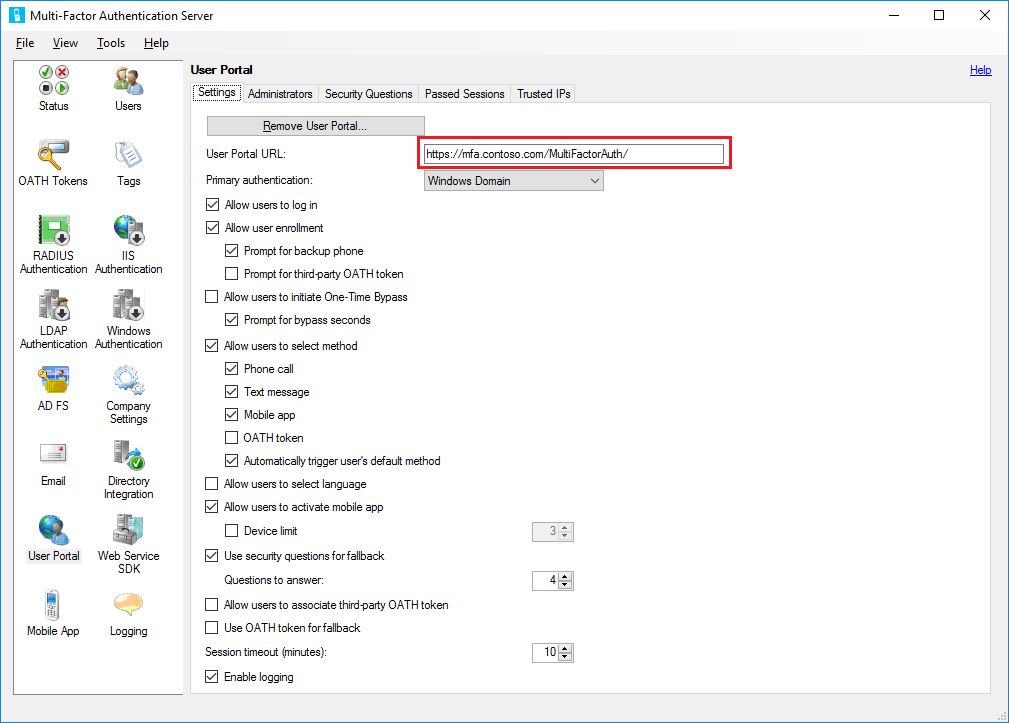 Multi-Factor Authentication Server
File View Tools Help
Status
Users
OATH Tokens
Tags
RADIUS
Authentication
IIS
Authentication
LDAP
Authentication
Windows
Authentication
AD FS
Company
Settings
Email
Directory
Integration
User Portal
Web Service
SDK
Mobile App
Logging
User Portal
Help
Settings Administrators Security Questions Passed Sessions Trusted IPs
Remove User Portal...
User Portal URL: https://mfa.contoso.com/MultiFactorAuth/
Primary authentication: Windows Domain
Allow users to log in
Allow user enrollment
Prompt for backup phone
Prompt for third-party OATH token
Allow users to initiate One-Time Bypass
Prompt for bypass seconds
Allow users to select method
Phone call
Text message
Mobile app
OATH token
Automatically trigger user's default method
Allow users to select language
Allow users to activate mobile app
Device limit 3
Use security questions for fallback
Questions to answer: 4
Allow users to associate third-party OATH token
Use OATH token for fallback
Session timeout (minutes): 10
Enable logging